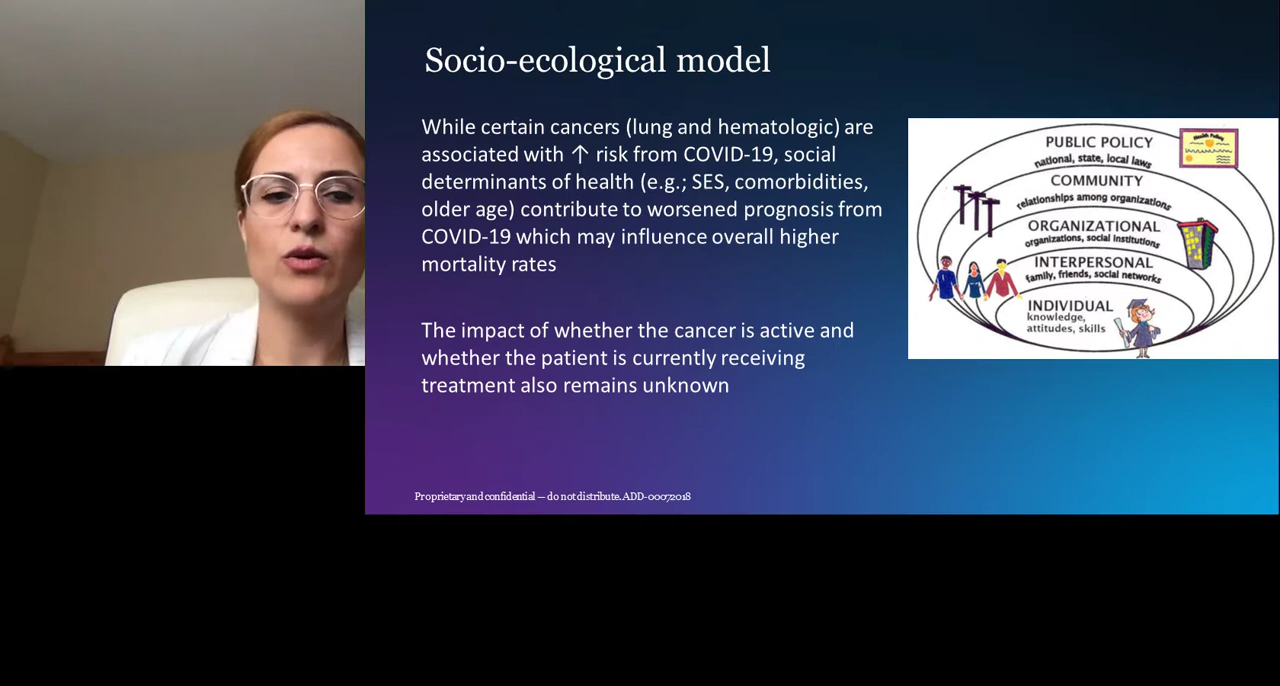 Socio-ecological model
While certain cancers (lung and hematologic) are
associated with ↑ risk from COVID-19, social
determinants of health (e.g.; SES, comorbidities,
older age) contribute to worsened prognosis from
COVID-19 which may influence overall higher
mortality rates
The impact of whether the cancer is active and
whether the patient is currently receiving
treatment also remains unknown
Health Policy
PUBLIC POLICY
national, state, local laws
COMMUNITY
relationships among organizations
ORGANIZATIONAL
organizations, social institutions
INTERPERSONAL
family, friends, social networks
INDIVIDUAL
knowledge,
attitudes, skills
Proprietary and confidential — do not distribute. ADD-00072018